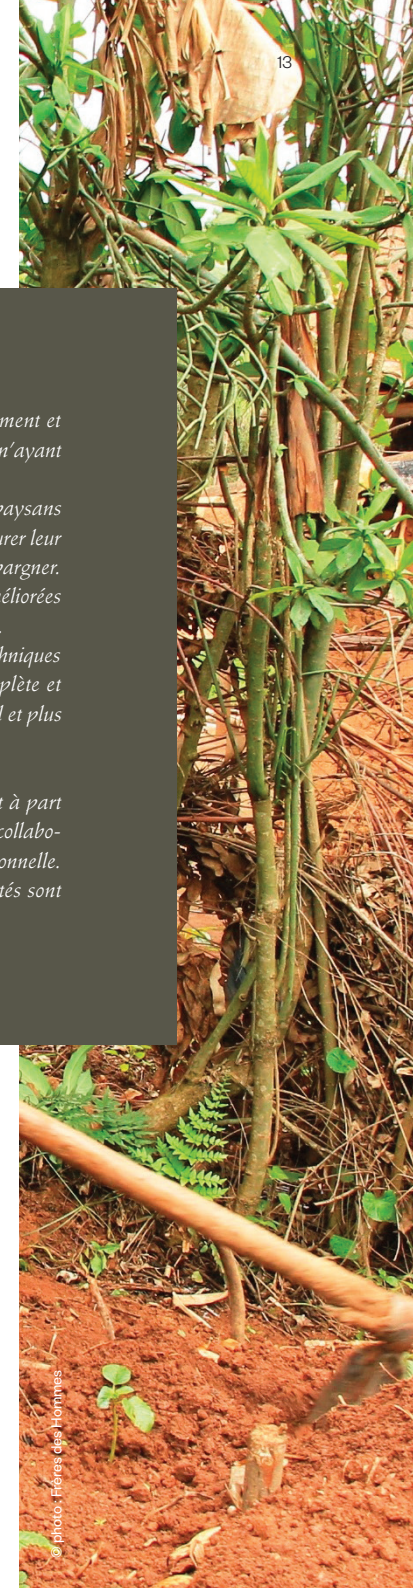 13
ment et
n'ayant
paysans
urer leur
pargner.
éliorées
.
hniques
plète et
l et plus
t à part
collabo-
onnelle.
tés sont
© photo : Frères des Hommes